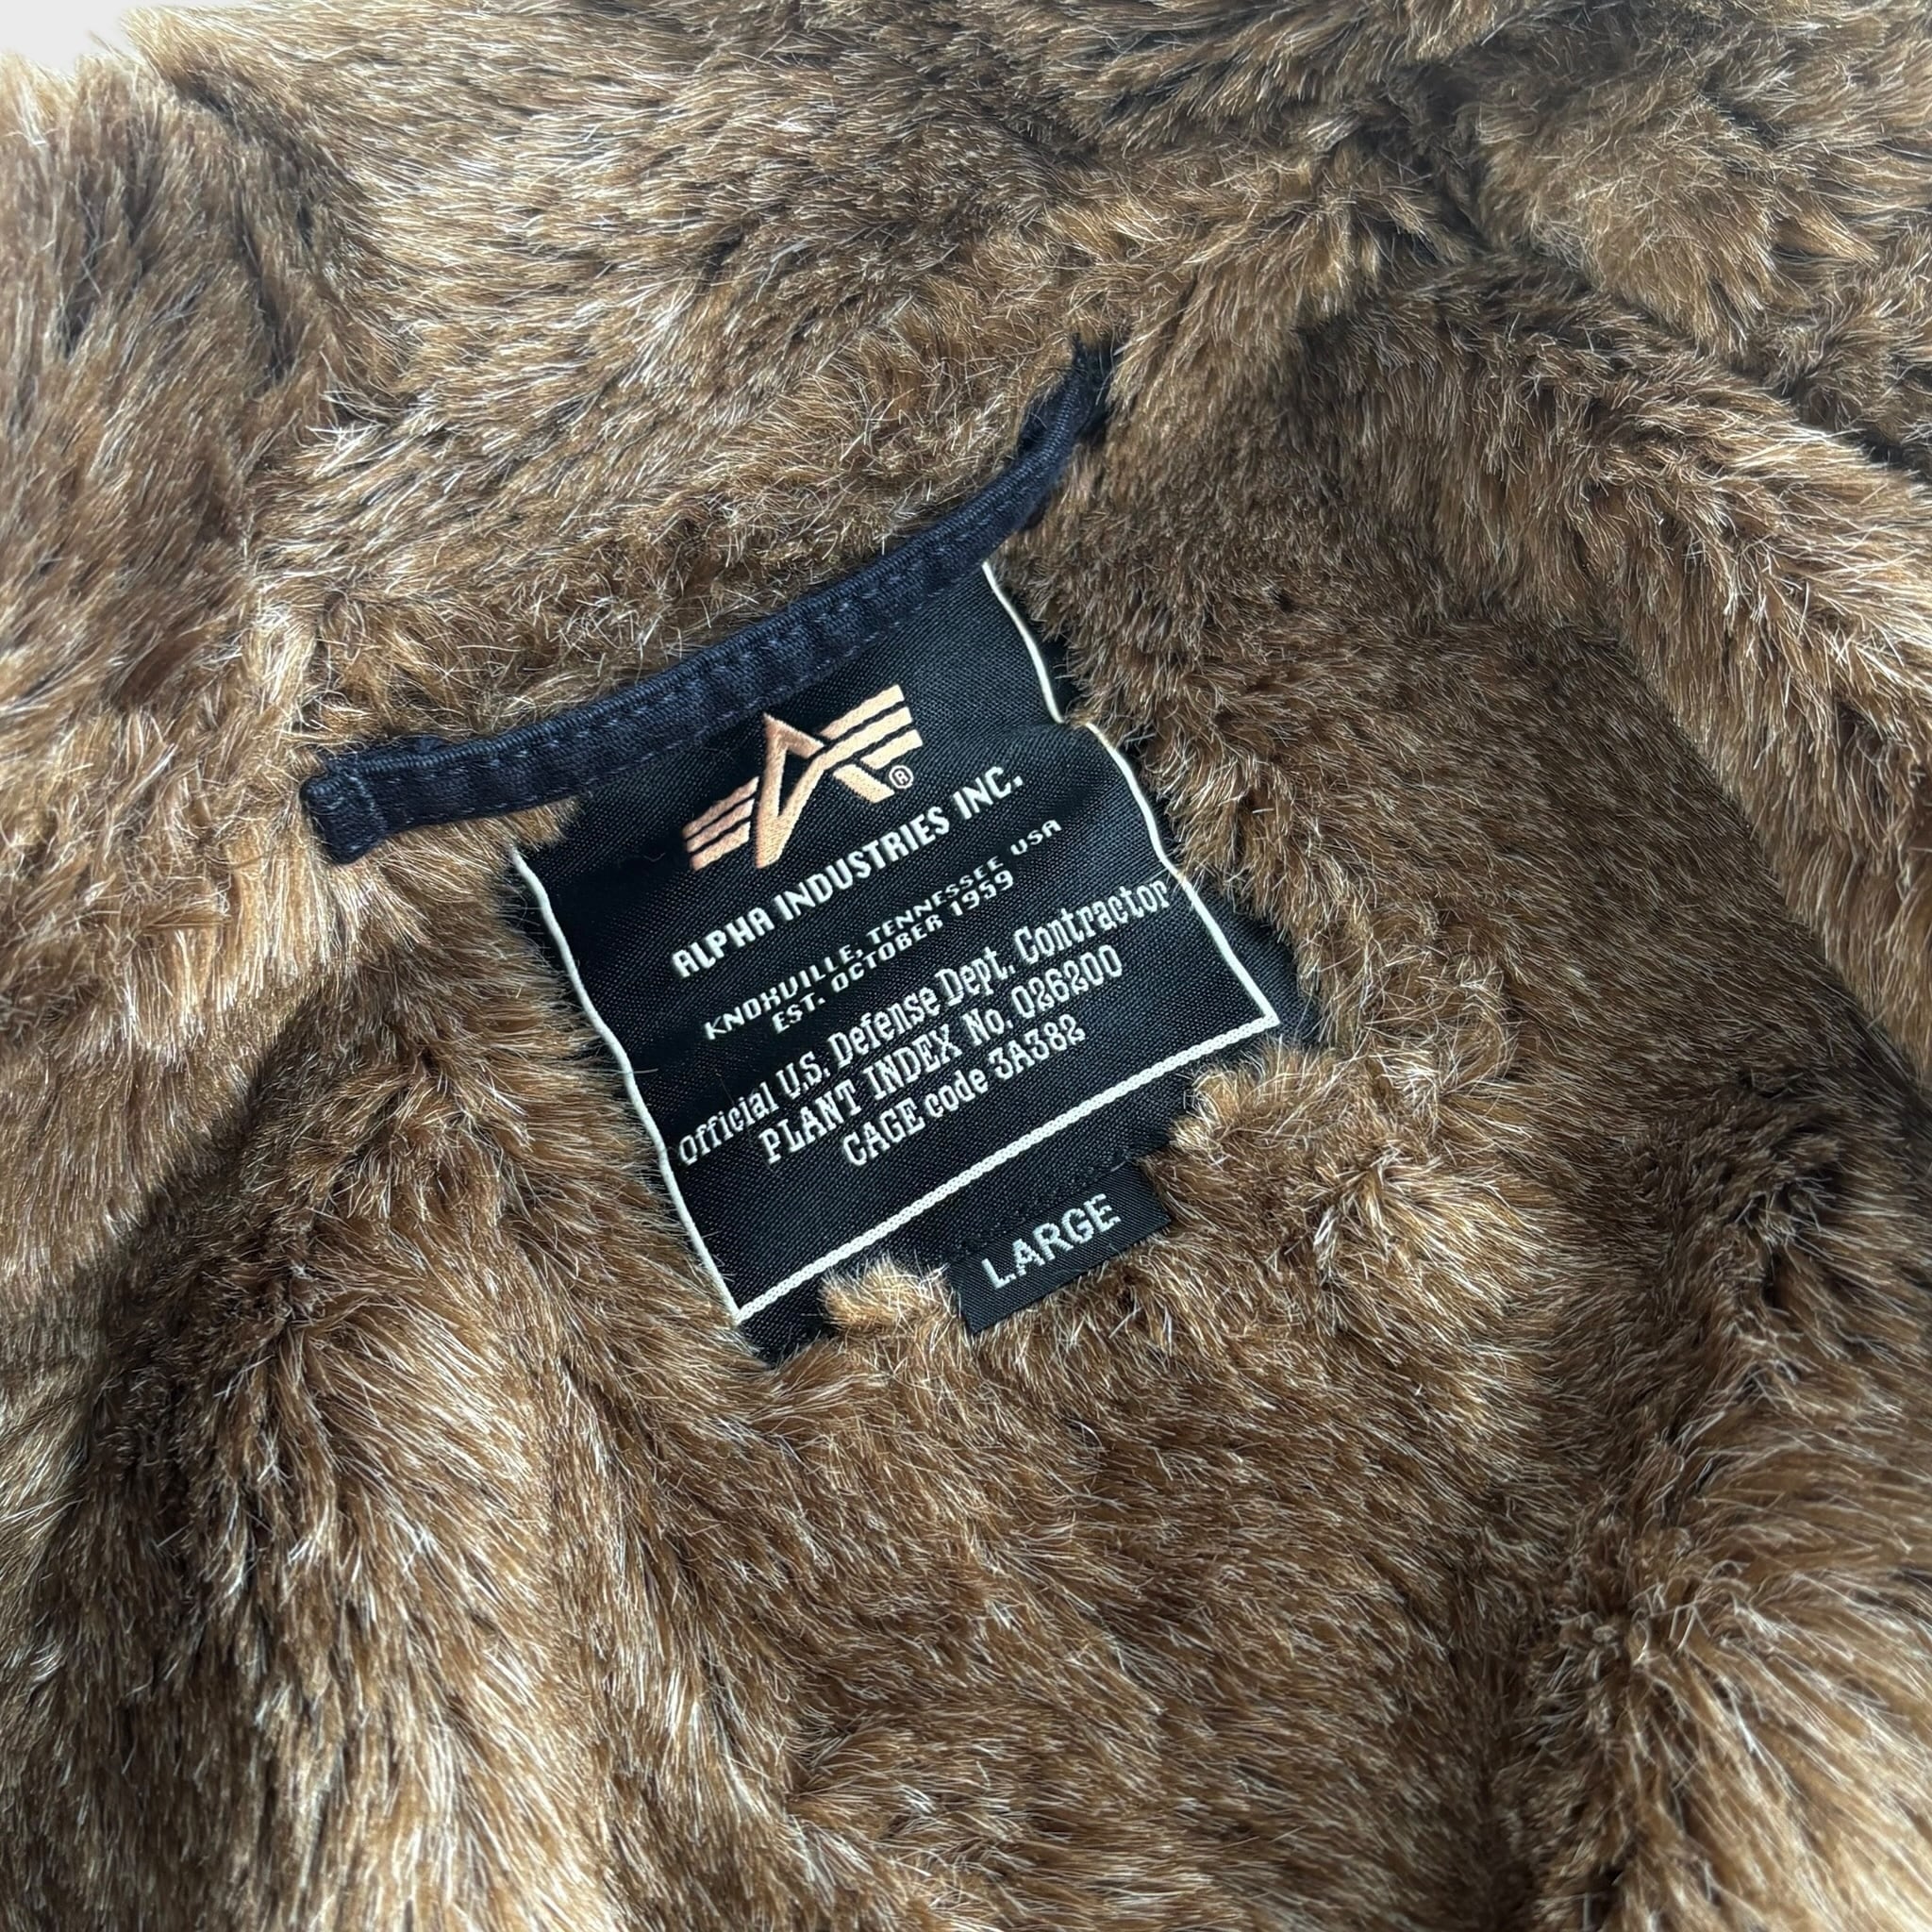 ®
ALPHA INDUSTRIES INC.
KNOXVILLE, TENNESSEE USA
EST. OCTOBER 1959
Official U.S. Defense Dept. Contractor
PLANT INDEX No. 026200
CAGE code 3A382
LARGE